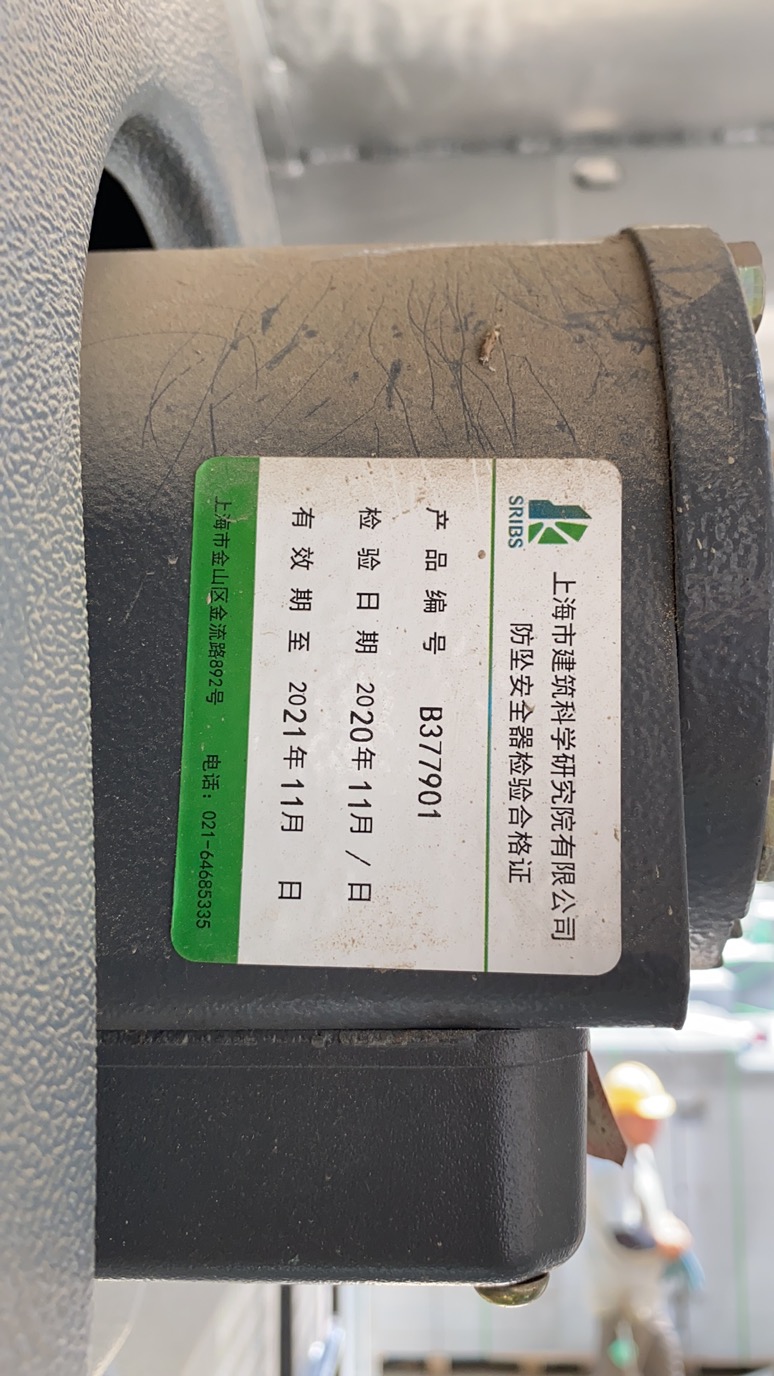 SRIBS
上海市建筑科学研究院有限公司
防坠安全器检验合格证
产品编号 B377901
检验日期 2020年11月/日
有效期至 2021年11月 日
上海市金山区金流路892号 电话：021-64685335